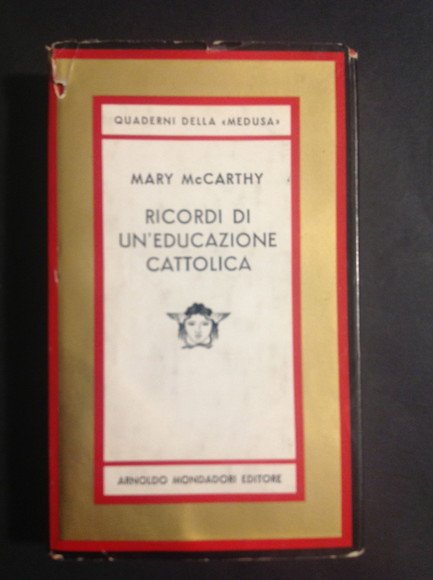 QUADERNI DELLA «MEDUSA»
MARY McCARTHY
RICORDI DI
UN'EDUCAZIONE
CATTOLICA
ARNOLDO MONDADORI EDITORE